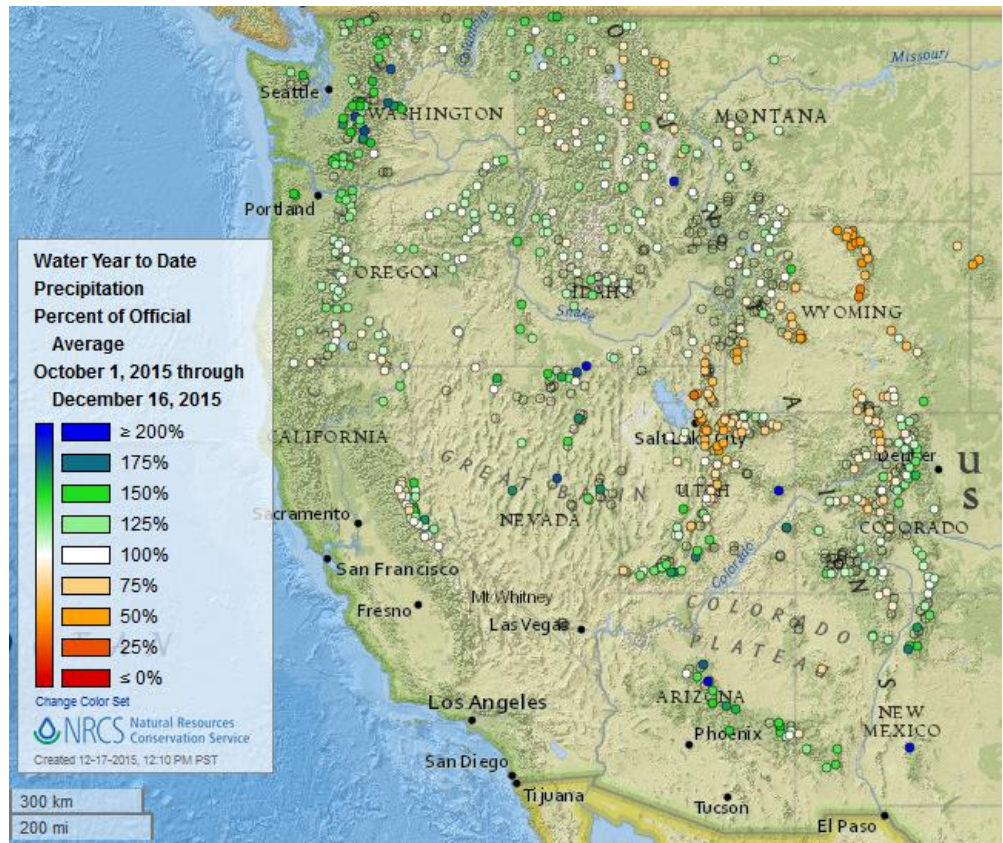 Columbia
Missouri
Seattle
WASHINGTON
MONTANA
Portland
OREGON
IDAHO
Snake
WYOMING
Water Year to Date
Precipitation
Percent of Official
Average
October 1, 2015 through
December 16, 2015
≥ 200%
175%
150%
125%
100%
75%
50%
25%
≤ 0%
Change Color Set
NRCS Natural Resources
Conservation Service
Created 12-17-2015, 12:10 PM PST
CALIFORNIA
Salt Lake City
GREAT BASIN
UTAH
Denver
US
NEVADA
COLORADO
Sacramento
San Francisco
Colorado
Fresno
Mt Whitney
Las Vegas
COLORADO
PLATEAU
Los Angeles
ARIZONA
NEW
MEXICO
Phoenix
San Diego
Tijuana
Tucson
El Paso
300 km
200 mi